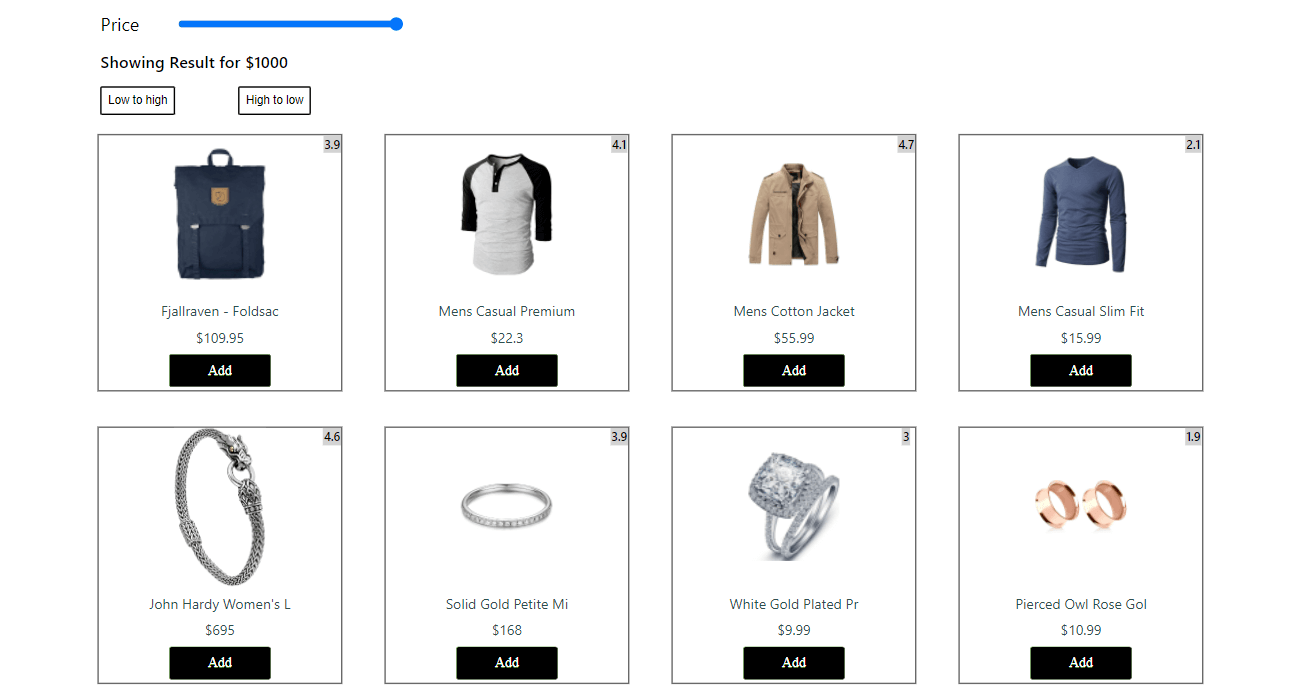 Price
Showing Result for $1000
Low to high
High to low
3.9
4.1
4.7
2.1
Fjallraven - Foldsac
Mens Casual Premium
Mens Cotton Jacket
Mens Casual Slim Fit
$109.95
$22.3
$55.99
$15.99
Add
Add
Add
Add
4.6
3.9
3
1.9
John Hardy Women's L
Solid Gold Petite Mi
White Gold Plated Pr
Pierced Owl Rose Gol
$695
$168
$9.99
$10.99
Add
Add
Add
Add